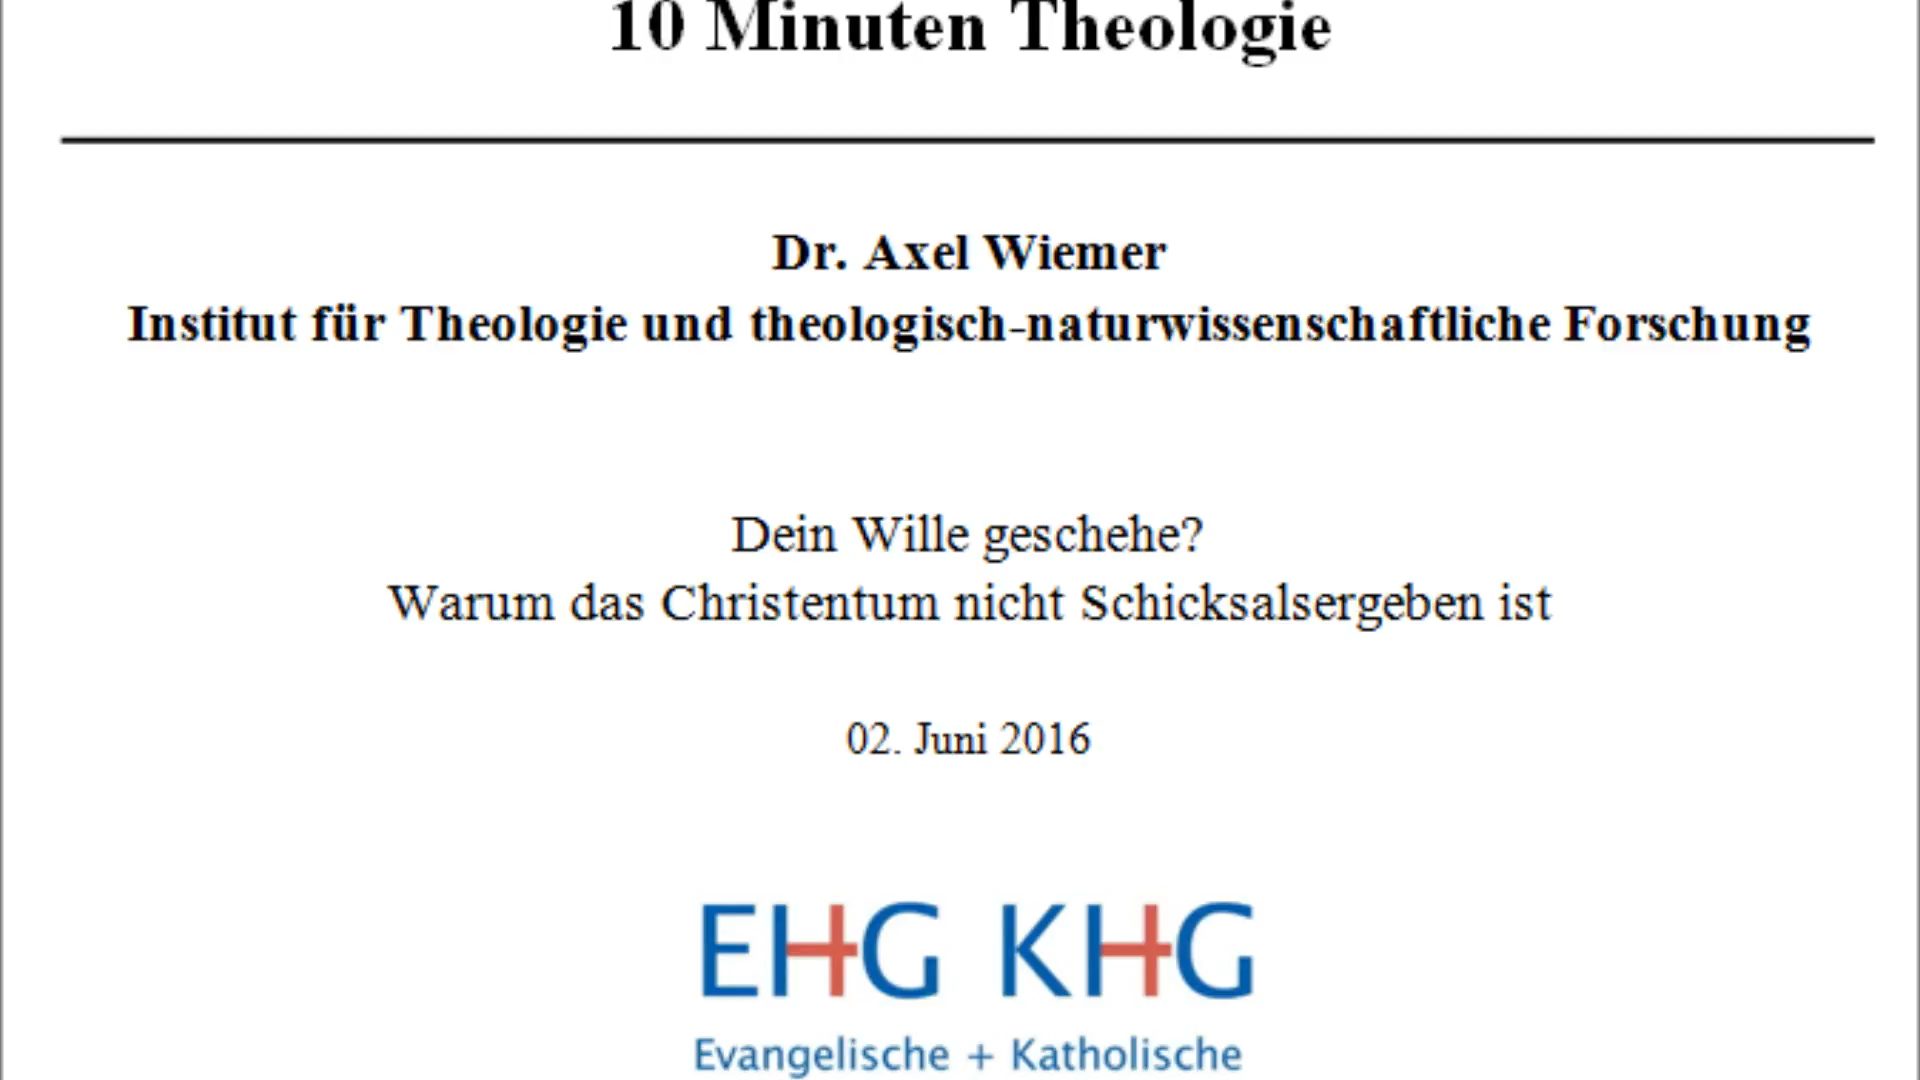 10 Minuten Theologie
Dr. Axel Wiemer
Institut für Theologie und theologisch-naturwissenschaftliche Forschung
Dein Wille geschehe?
Warum das Christentum nicht Schicksalsergeben ist
02. Juni 2016
EHG KHG
Evangelische + Katholische